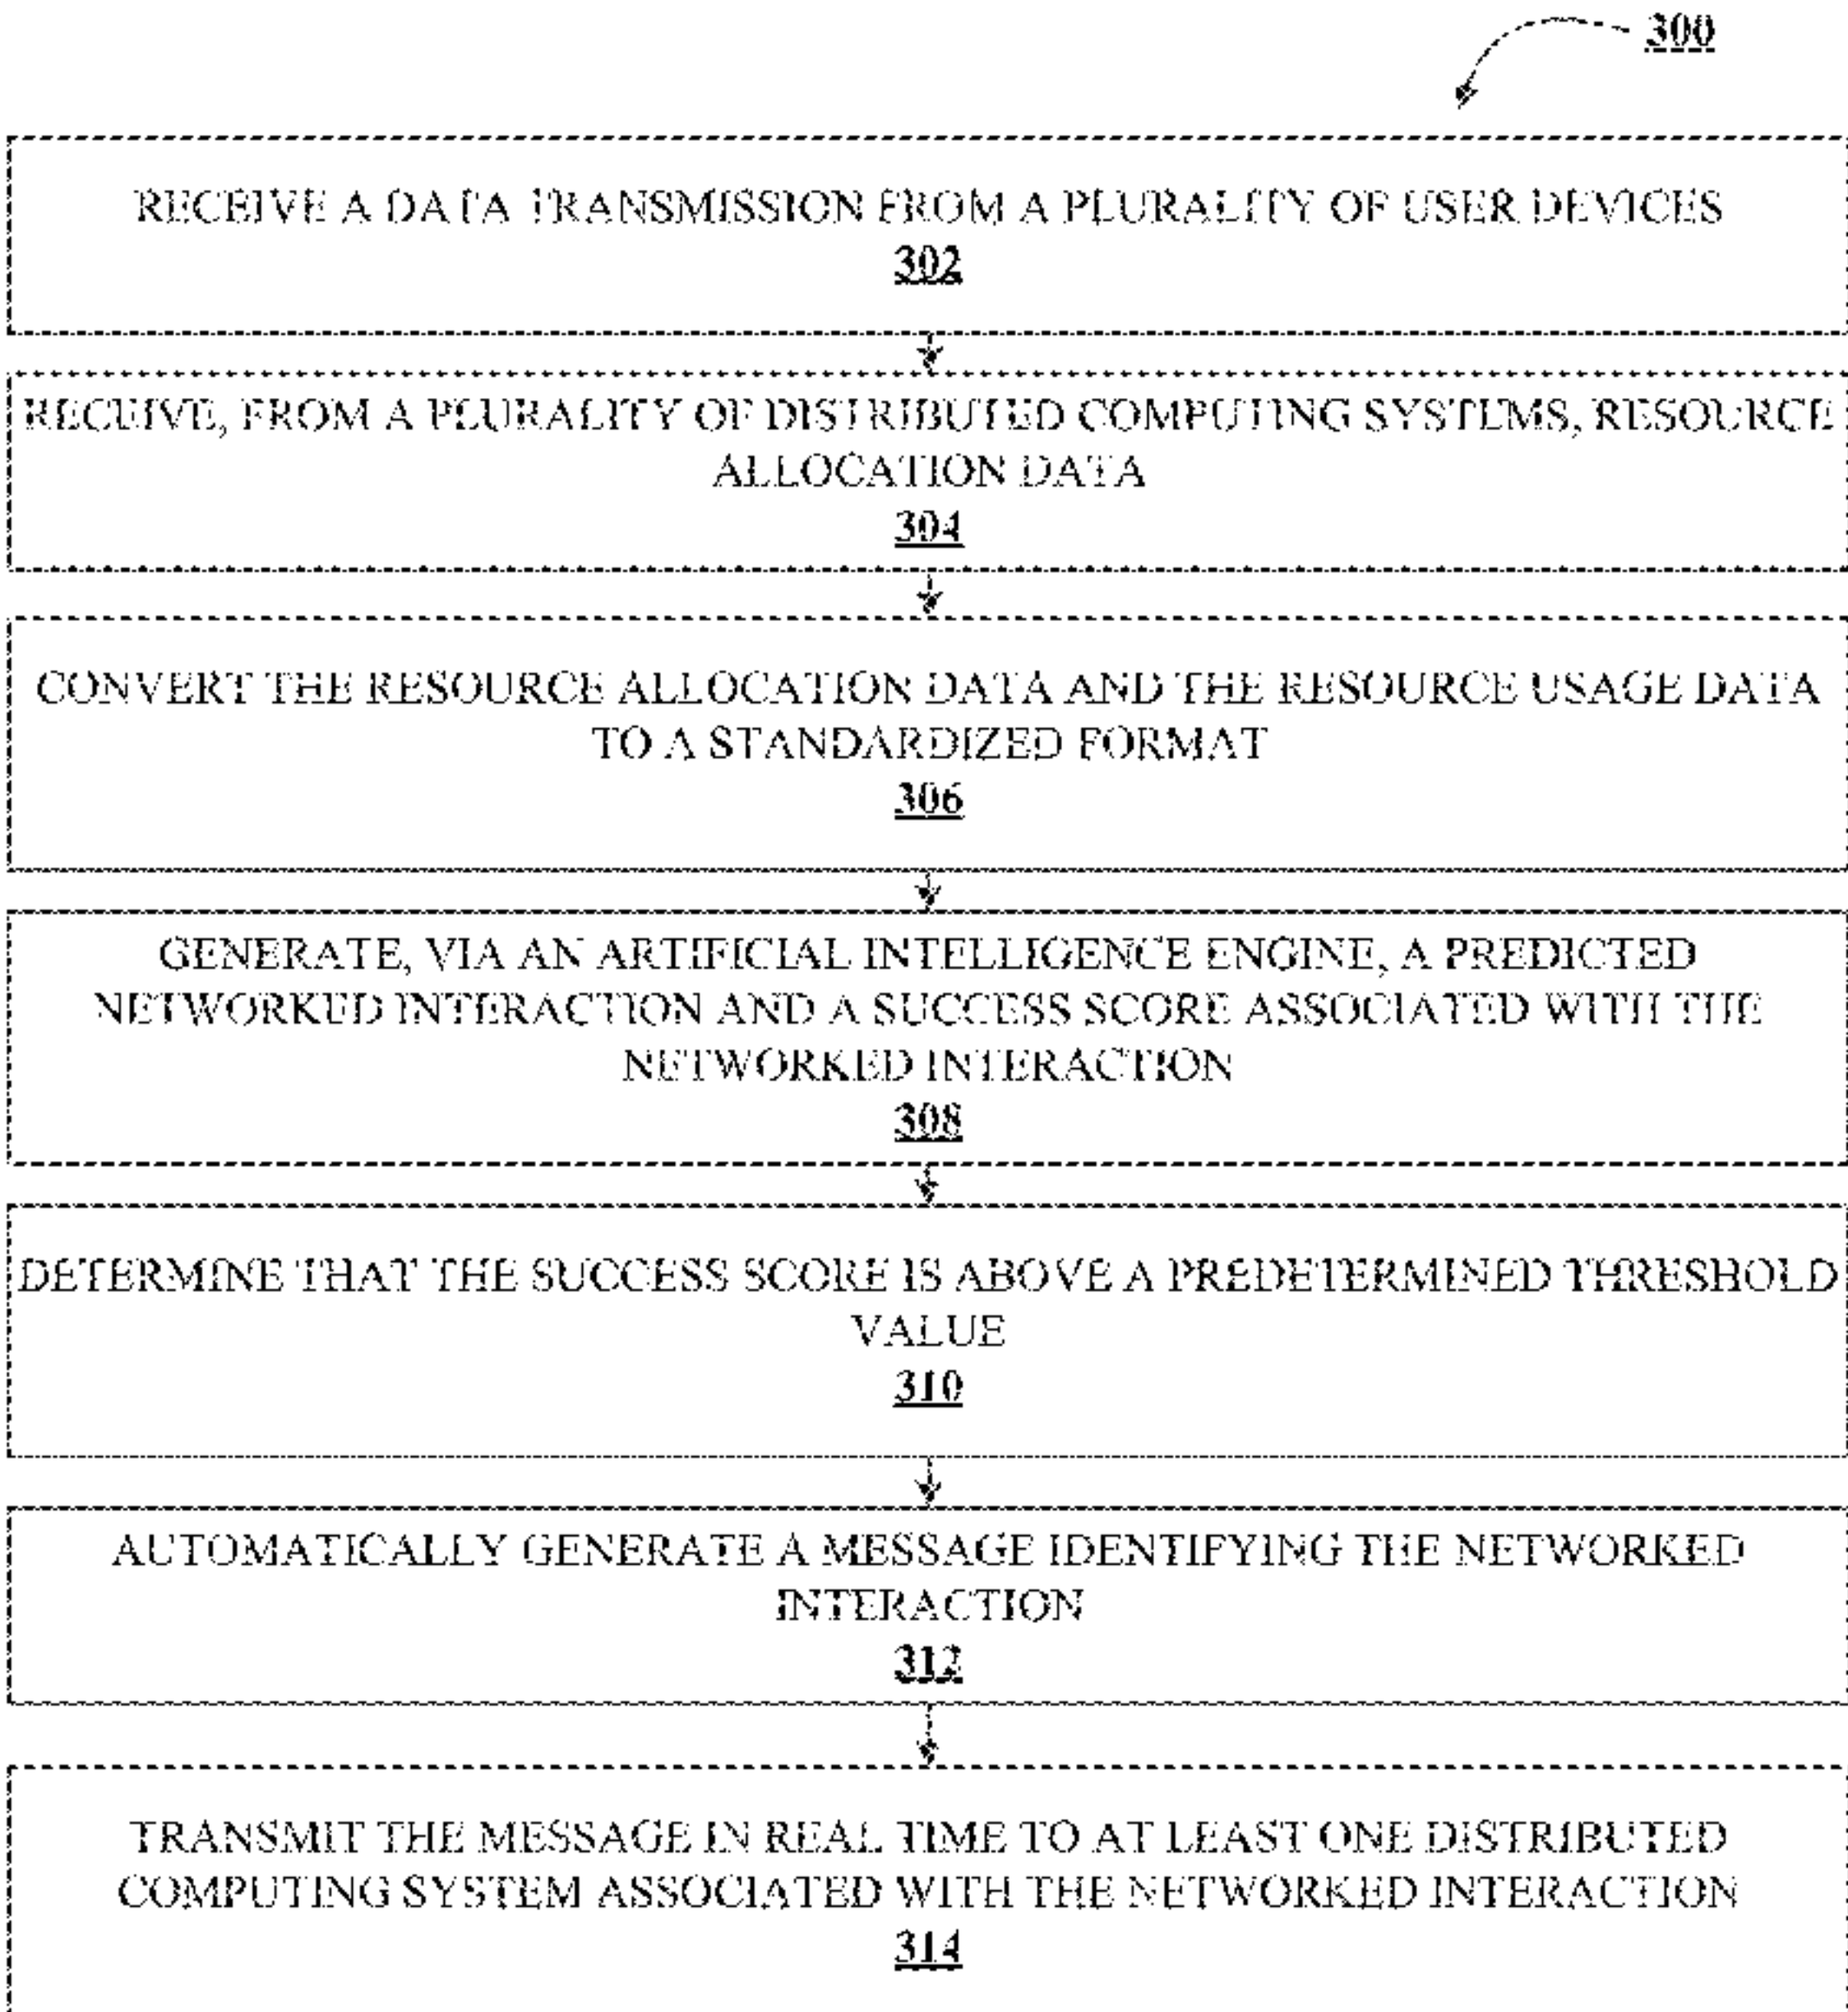 300
RECEIVE A DATA TRANSMISSION FROM A PLURALITY OF USER DEVICES
302
RECEIVE, FROM A PLURALITY OF DISTRIBUTED COMPUTING SYSTEMS, RESOURCE
ALLOCATION DATA
304
CONVERT THE RESOURCE ALLOCATION DATA AND THE RESOURCE USAGE DATA
TO A STANDARDIZED FORMAT
306
GENERATE, VIA AN ARTIFICIAL INTELLIGENCE ENGINE, A PREDICTED
NETWORKED INTERACTION AND A SUCCESS SCORE ASSOCIATED WITH THE
NETWORKED INTERACTION
308
DETERMINE THAT THE SUCCESS SCORE IS ABOVE A PREDETERMINED THRESHOLD
VALUE
310
AUTOMATICALLY GENERATE A MESSAGE IDENTIFYING THE NETWORKED
INTERACTION
312
TRANSMIT THE MESSAGE IN REAL TIME TO AT LEAST ONE DISTRIBUTED
COMPUTING SYSTEM ASSOCIATED WITH THE NETWORKED INTERACTION
314